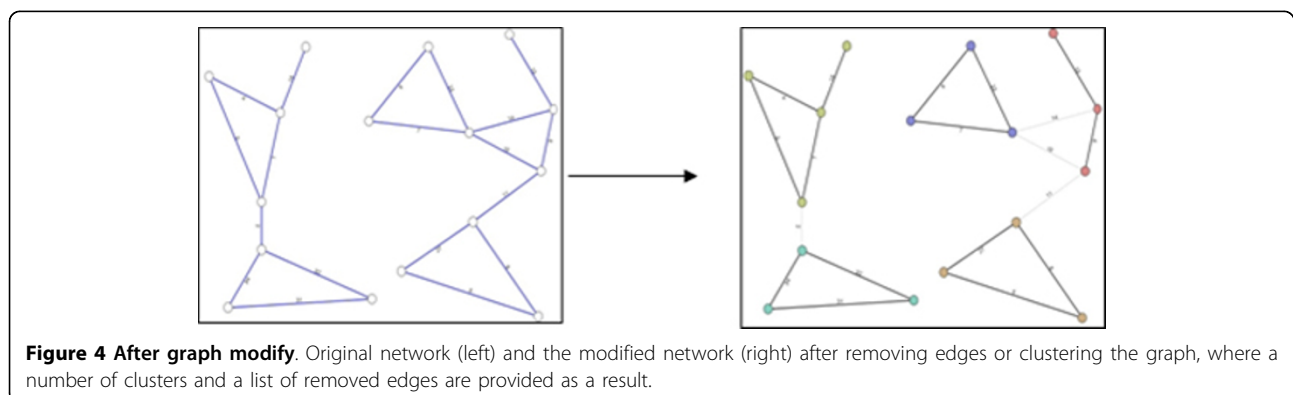 Figure 4 After graph modify. Original network (left) and the modified network (right) after removing edges or clustering the graph, where a
number of clusters and a list of removed edges are provided as a result.